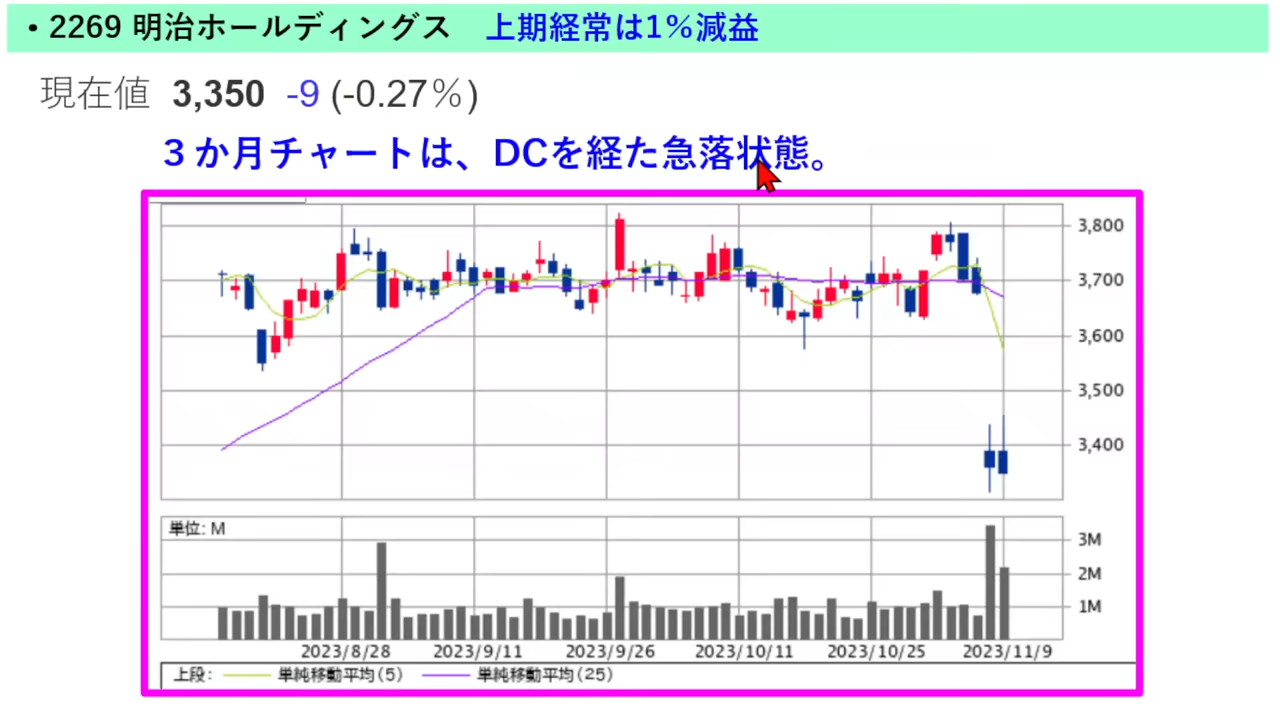 ・2269 明治ホールディングス　上期経常は1%減益
現在値 3,350 -9 (-0.27%)
３か月チャートは、DCを経た急落状態。
3,800
3,700
3,600
3,500
3,400
単位: M
3M
2M
1M
2023/8/28 2023/9/11 2023/9/26 2023/10/11 2023/10/25 2023/11/9
上段: 単純移動平均(5) 単純移動平均(25)